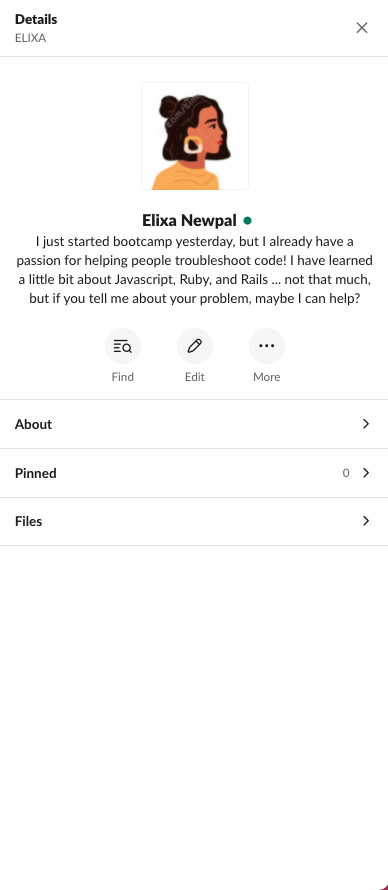 Details
ELIXA
Elixa Newpal
I just started bootcamp yesterday, but I already have a
passion for helping people troubleshoot code! I have learned
a little bit about Javascript, Ruby, and Rails ... not that much,
but if you tell me about your problem, maybe I can help?
Find Edit More
About
Pinned 0
Files